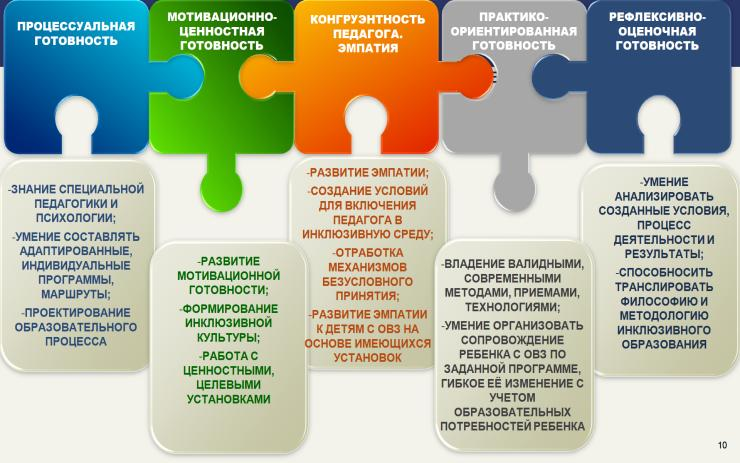 ПРОЦЕССУАЛЬНАЯ
ГОТОВНОСТЬ
МОТИВАЦИОННО-
ЦЕННОСТНАЯ
ГОТОВНОСТЬ
КОНГРУЭНТНОСТЬ
ПЕДАГОГА.
ЭМПАТИЯ
ПРАКТИКО-
ОРИЕНТИРОВАННАЯ
ГОТОВНОСТЬ
РЕФЛЕКСИВНО-
ОЦЕНОЧНАЯ
ГОТОВНОСТЬ
-ЗНАНИЕ СПЕЦИАЛЬНОЙ
ПЕДАГОГИКИ И
ПСИХОЛОГИИ;
-УМЕНИЕ СОСТАВЛЯТЬ
АДАПТИРОВАННЫЕ,
ИНДИВИДУАЛЬНЫЕ
ПРОГРАММЫ,
МАРШРУТЫ;
-ПРОЕКТИРОВАНИЕ
ОБРАЗОВАТЕЛЬНОГО
ПРОЦЕССА
-РАЗВИТИЕ
МОТИВАЦИОННОЙ
ГОТОВНОСТИ;
-ФОРМИРОВАНИЕ
ИНКЛЮЗИВНОЙ
КУЛЬТУРЫ;
-РАБОТА С
ЦЕННОСТНЫМИ,
ЦЕЛЕВЫМИ
УСТАНОВКАМИ
-РАЗВИТИЕ ЭМПАТИИ;
-СОЗДАНИЕ УСЛОВИЙ
ДЛЯ ВКЛЮЧЕНИЯ
ПЕДАГОГА В
ИНКЛЮЗИВНУЮ СРЕДУ;
-ОТРАБОТКА
МЕХАНИЗМОВ
БЕЗУСЛОВНОГО
ПРИНЯТИЯ;
-РАЗВИТИЕ ЭМПАТИИ
К ДЕТЯМ С ОВЗ НА
ОСНОВЕ ИМЕЮЩИХСЯ
УСТАНОВОК
-ВЛАДЕНИЕ ВАЛИДНЫМИ,
СОВРЕМЕННЫМИ
МЕТОДАМИ, ПРИЕМАМИ,
ТЕХНОЛОГИЯМИ;
-УМЕНИЕ ОРГАНИЗОВАТЬ
СОПРОВОЖДЕНИЕ
РЕБЕНКА С ОВЗ ПО
ЗАДАННОЙ ПРОГРАММЕ,
ГИБКОЕ ЕЁ ИЗМЕНЕНИЕ С
УЧЕТОМ
ОБРАЗОВАТЕЛЬНЫХ
ПОТРЕБНОСТЕЙ РЕБЕНКА
-УМЕНИЕ
АНАЛИЗИРОВАТЬ
СОЗДАННЫЕ УСЛОВИЯ,
ПРОЦЕСС
ДЕЯТЕЛЬНОСТИ И
РЕЗУЛЬТАТЫ;
-СПОСОБНОСИТЬ
ТРАНСЛИРОВАТЬ
ФИЛОСОФИЮ И
МЕТОДОЛОГИЮ
ИНКЛЮЗИВНОГО
ОБРАЗОВАНИЯ
10